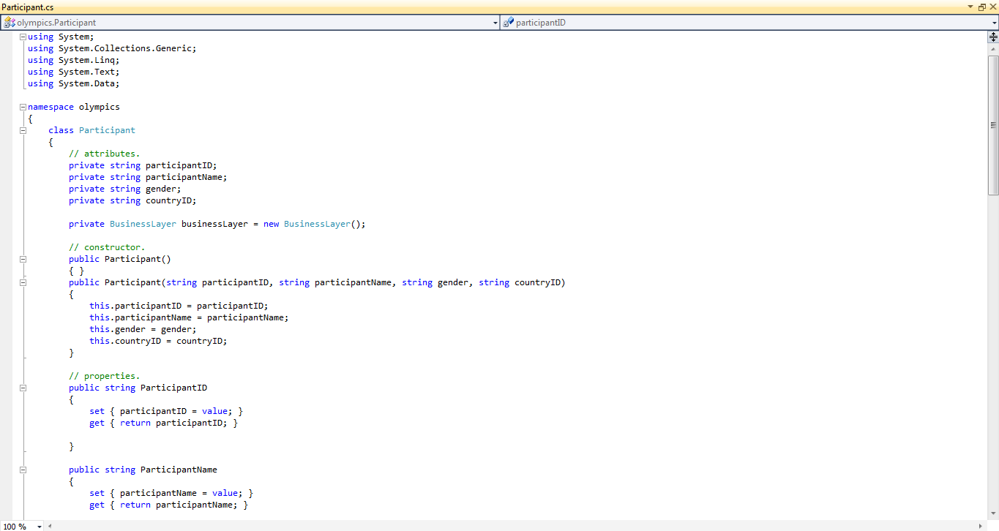 Participant.cs
olympics.Participant participantID
using System;
using System.Collections.Generic;
using System.Linq;
using System.Text;
using System.Data;
namespace olympics
{
class Participant
{
// attributes.
private string participantID;
private string participantName;
private string gender;
private string countryID;
private BusinessLayer businessLayer = new BusinessLayer();
// constructor.
public Participant()
{ }
public Participant(string participantID, string participantName, string gender, string countryID)
{
this.participantID = participantID;
this.participantName = participantName;
this.gender = gender;
this.countryID = countryID;
}
// properties.
public string ParticipantID
{
set { participantID = value; }
get { return participantID; }
}
public string ParticipantName
{
set { participantName = value; }
get { return participantName; }
100 %